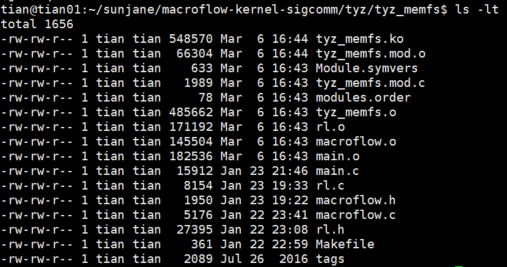 tian@tian01:~/sunjane/macroflow-kernel-sigcomm/tyz/tyz_memfs$ ls -lt
total 1656
-rw-rw-r-- 1 tian tian 548570 Mar  6 16:44 tyz_memfs.ko
-rw-rw-r-- 1 tian tian  66304 Mar  6 16:44 tyz_memfs.mod.o
-rw-rw-r-- 1 tian tian    633 Mar  6 16:43 Module.symvers
-rw-rw-r-- 1 tian tian   1989 Mar  6 16:43 tyz_memfs.mod.c
-rw-rw-r-- 1 tian tian     78 Mar  6 16:43 modules.order
-rw-rw-r-- 1 tian tian 485662 Mar  6 16:43 tyz_memfs.o
-rw-rw-r-- 1 tian tian 171192 Mar  6 16:43 rl.o
-rw-rw-r-- 1 tian tian 145504 Mar  6 16:43 macroflow.o
-rw-rw-r-- 1 tian tian 182536 Mar  6 16:43 main.o
-rw-rw-r-- 1 tian tian  15912 Jan 23 21:46 main.c
-rw-rw-r-- 1 tian tian   8154 Jan 23 19:33 rl.c
-rw-rw-r-- 1 tian tian   1950 Jan 23 19:22 macroflow.h
-rw-rw-r-- 1 tian tian   5176 Jan 22 23:41 macroflow.c
-rw-rw-r-- 1 tian tian  27395 Jan 22 23:08 rl.h
-rw-rw-r-- 1 tian tian    361 Jan 22 22:59 Makefile
-rw-rw-r-- 1 tian tian   2089 Jul 26  2016 tags